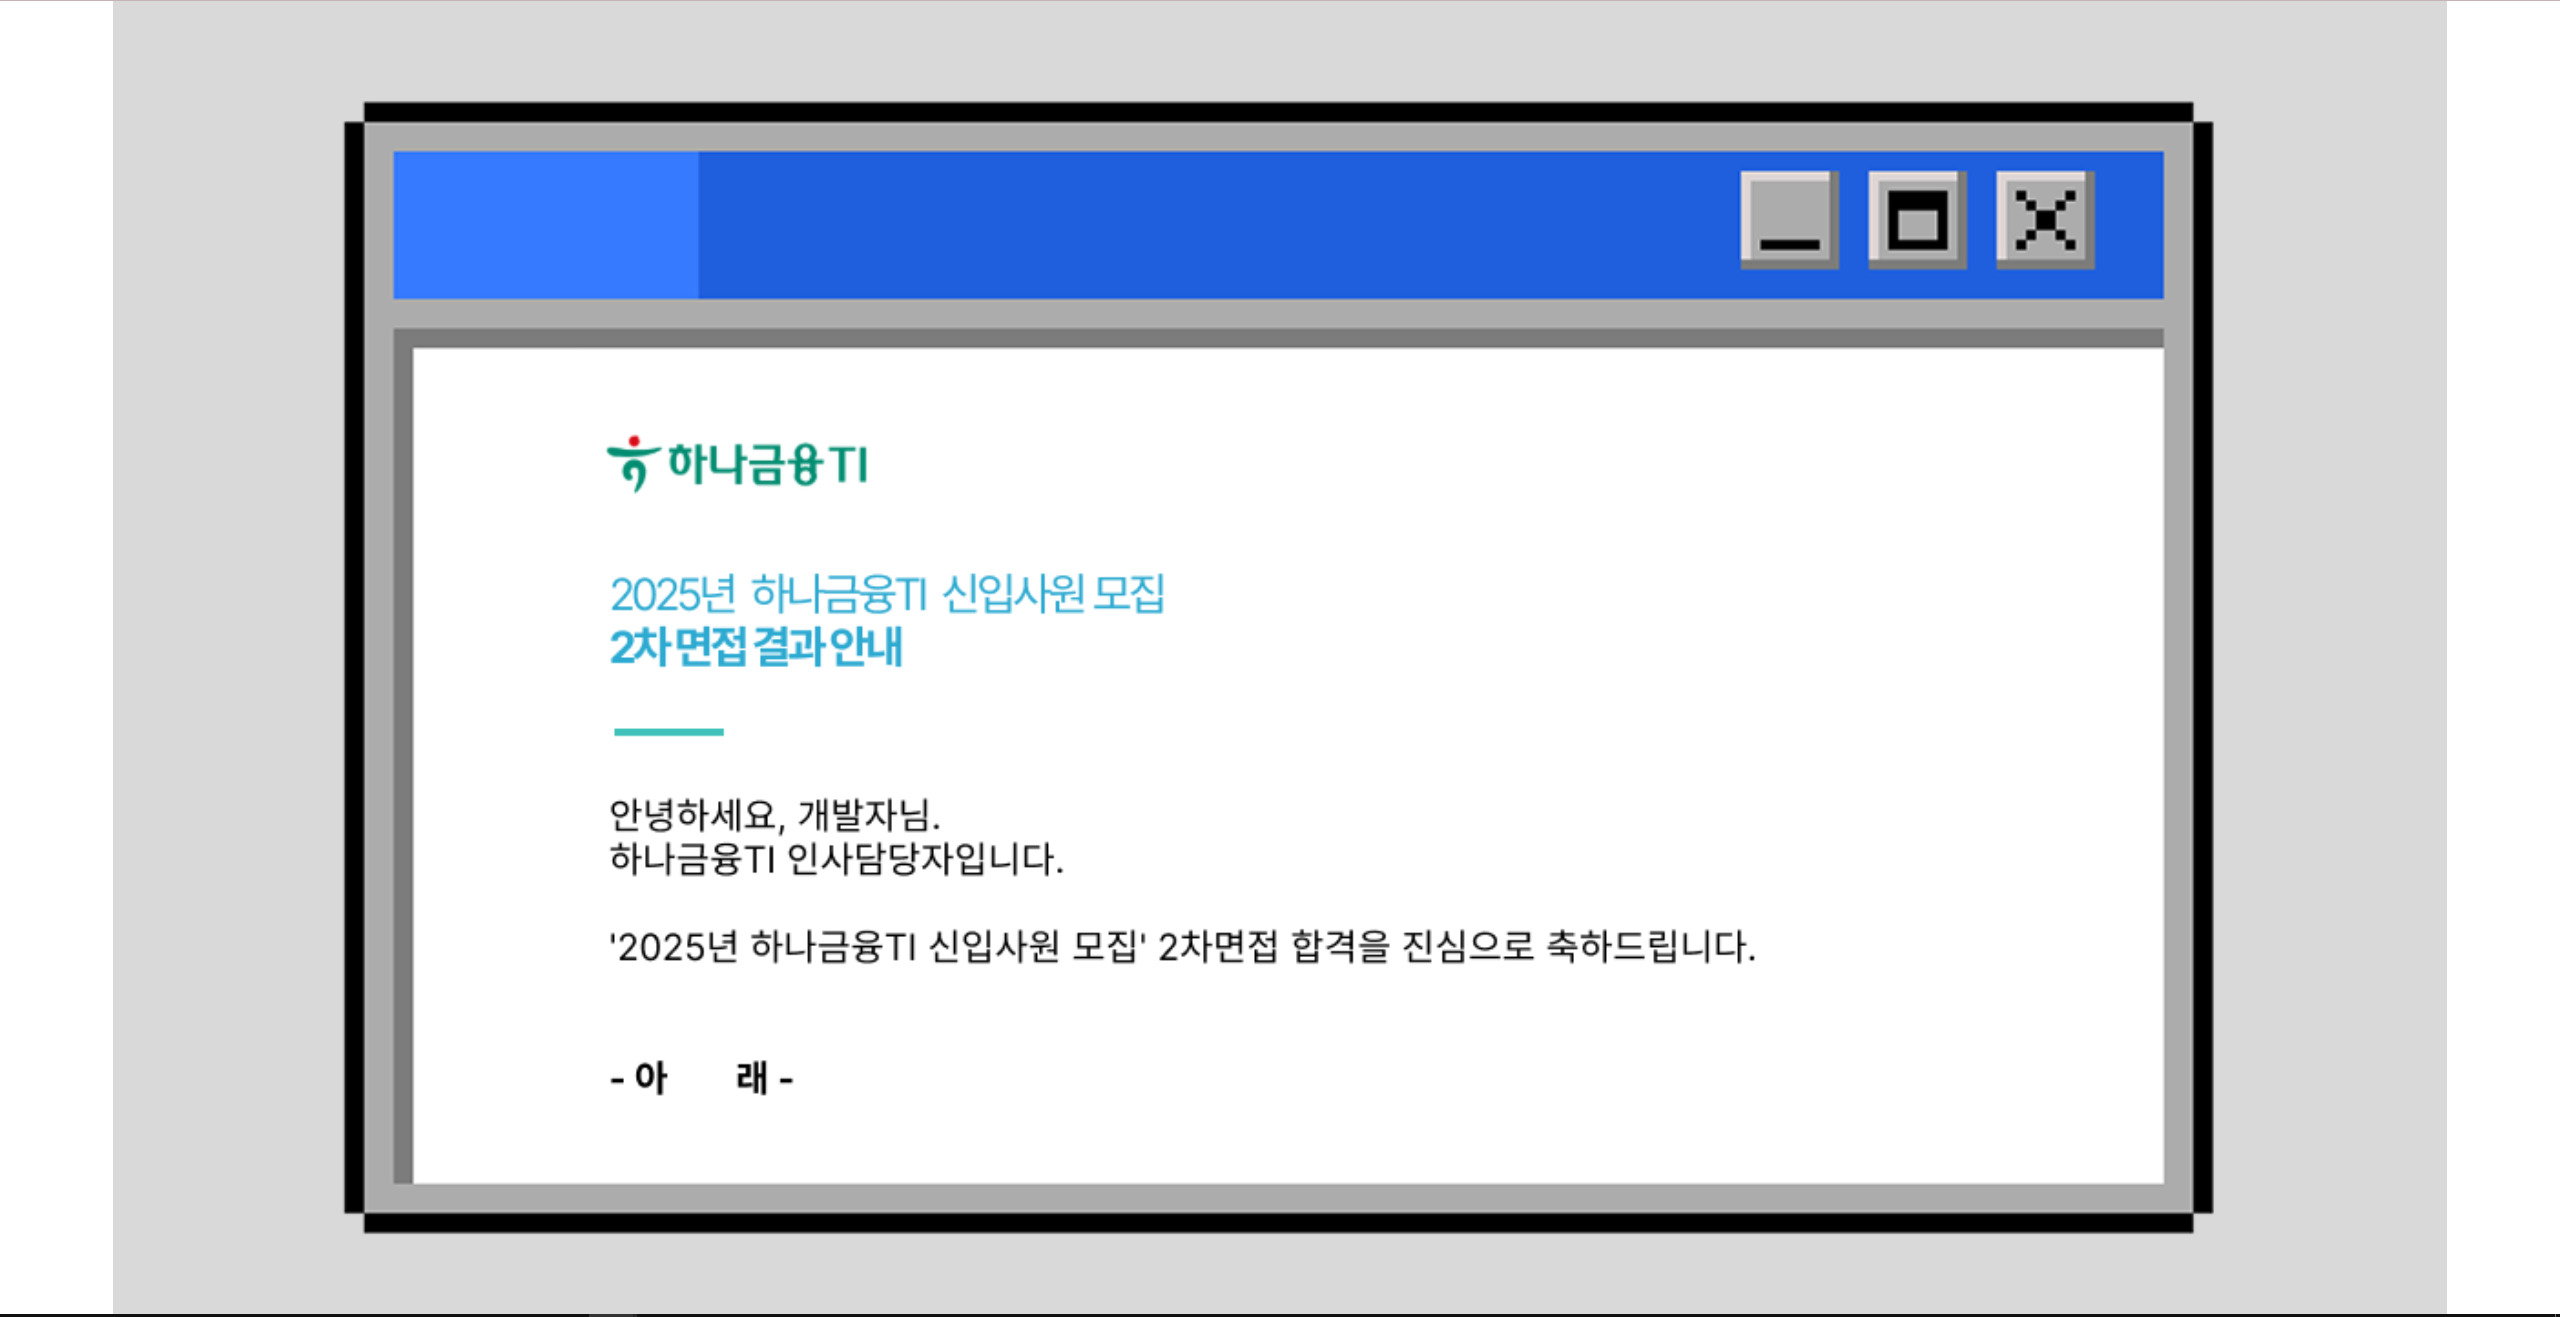 하나금융TI
2025년 하나금융TI 신입사원 모집
2차 면접 결과 안내
안녕하세요, 개발자님.
하나금융TI 인사담당자입니다.
'2025년 하나금융TI 신입사원 모집' 2차면접 합격을 진심으로 축하드립니다.
- 아 래 -